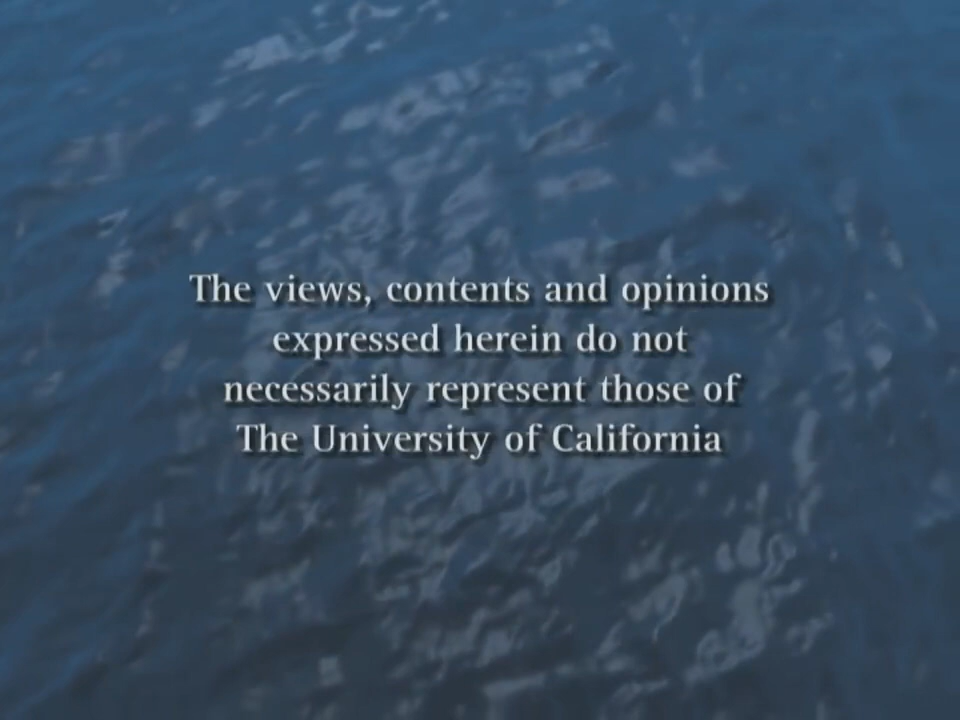 The views, contents and opinions
expressed herein do not
necessarily represent those of
The University of California